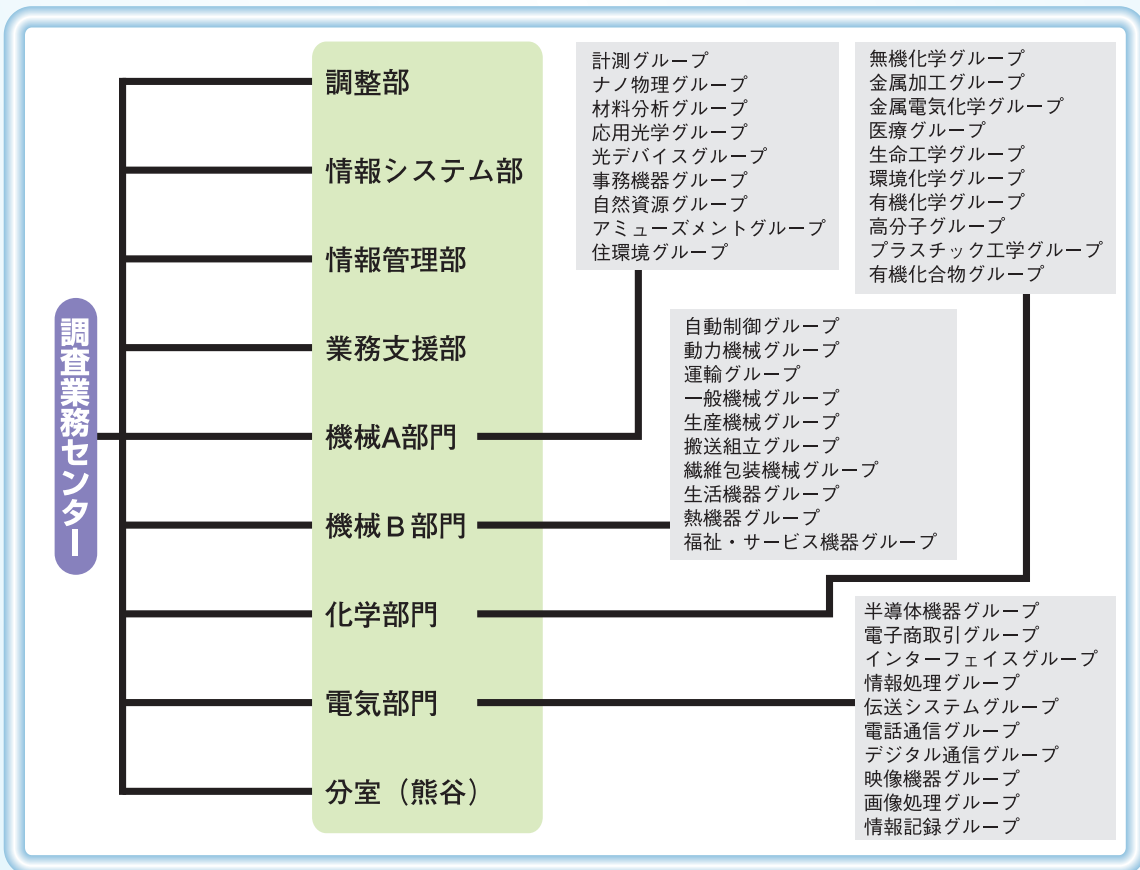 調査業務センター
調整部
情報システム部
情報管理部
業務支援部
機械A部門
機械B部門
化学部門
電気部門
分室（熊谷）
計測グループ
ナノ物理グループ
材料分析グループ
応用光学グループ
光デバイスグループ
事務機器グループ
自然資源グループ
アミューズメントグループ
住環境グループ
自動制御グループ
動力機械グループ
運輸グループ
一般機械グループ
生産機械グループ
搬送組立グループ
繊維包装機械グループ
生活機器グループ
熱機器グループ
福祉・サービス機器グループ
無機化学グループ
金属加工グループ
金属電気化学グループ
医療グループ
生命工学グループ
環境化学グループ
有機化学グループ
高分子グループ
プラスチック工学グループ
有機化合物グループ
半導体機器グループ
電子商取引グループ
インターフェイスグループ
情報処理グループ
伝送システムグループ
電話通信グループ
デジタル通信グループ
映像機器グループ
画像処理グループ
情報記録グループ